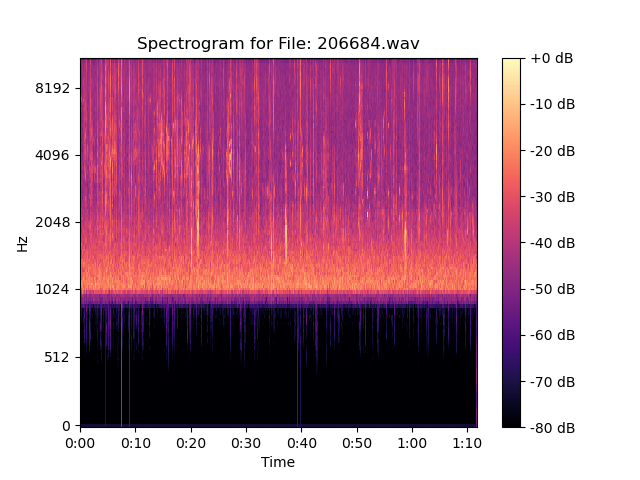 Spectrogram for File: 206684.wav
8192
4096
2048
1024
512
0
Hz
0:00 0:10 0:20 0:30 0:40 0:50 1:00 1:10
Time
+0 dB
-10 dB
-20 dB
-30 dB
-40 dB
-50 dB
-60 dB
-70 dB
-80 dB